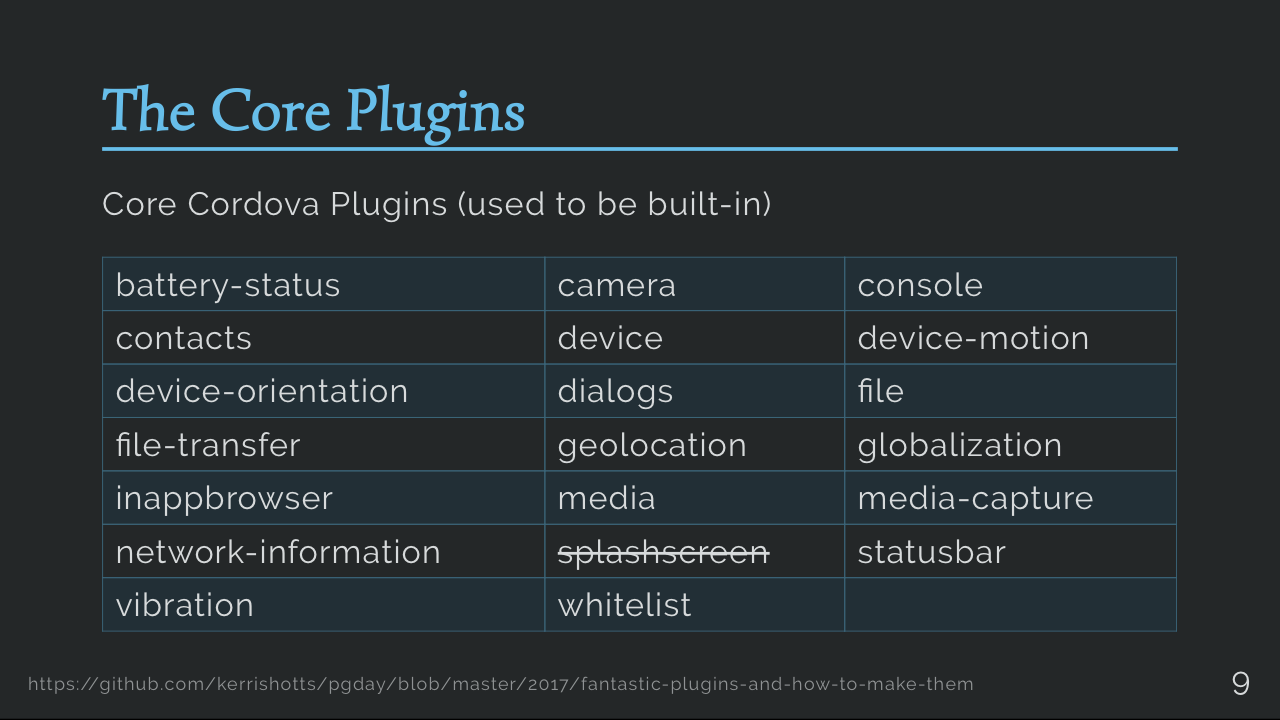 The Core Plugins
Core Cordova Plugins (used to be built-in)
battery-status camera console
contacts device device-motion
device-orientation dialogs file
file-transfer geolocation globalization
inappbrowser media media-capture
network-information splashscreen statusbar
vibration whitelist
https://github.com/kerrishotts/pgday/blob/master/2017/fantastic-plugins-and-how-to-make-them 9